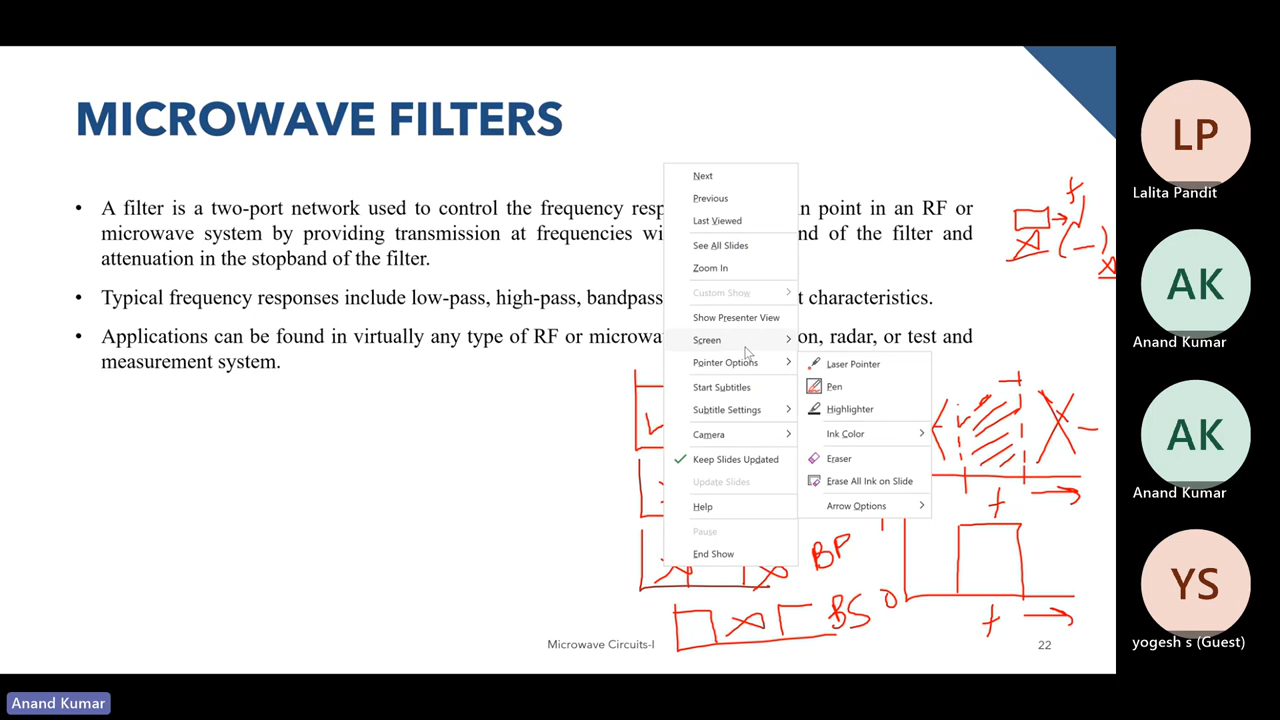 MICROWAVE FILTERS
• A filter is a two-port network used to control the frequency resp n point in an RF or
microwave system by providing transmission at frequencies wi nd of the filter and
attenuation in the stopband of the filter.
• Typical frequency responses include low-pass, high-pass, bandpass t characteristics.
• Applications can be found in virtually any type of RF or microwa on, radar, or test and
measurement system.
Next
Previous
Last Viewed
See All Slides
Zoom In
Custom Show
Show Presenter View
Screen
Pointer Options
Start Subtitles
Subtitle Settings
Camera
Keep Slides Updated
Update Slides
Help
Pause
End Show
Laser Pointer
Pen
Highlighter
Ink Color
Eraser
Erase All Ink on Slide
Arrow Options
f
f
1
BP
BS
0
f
Microwave Circuits-I
22
LP
Lalita Pandit
AK
Anand Kumar
AK
Anand Kumar
YS
yogesh s (Guest)
Anand Kumar